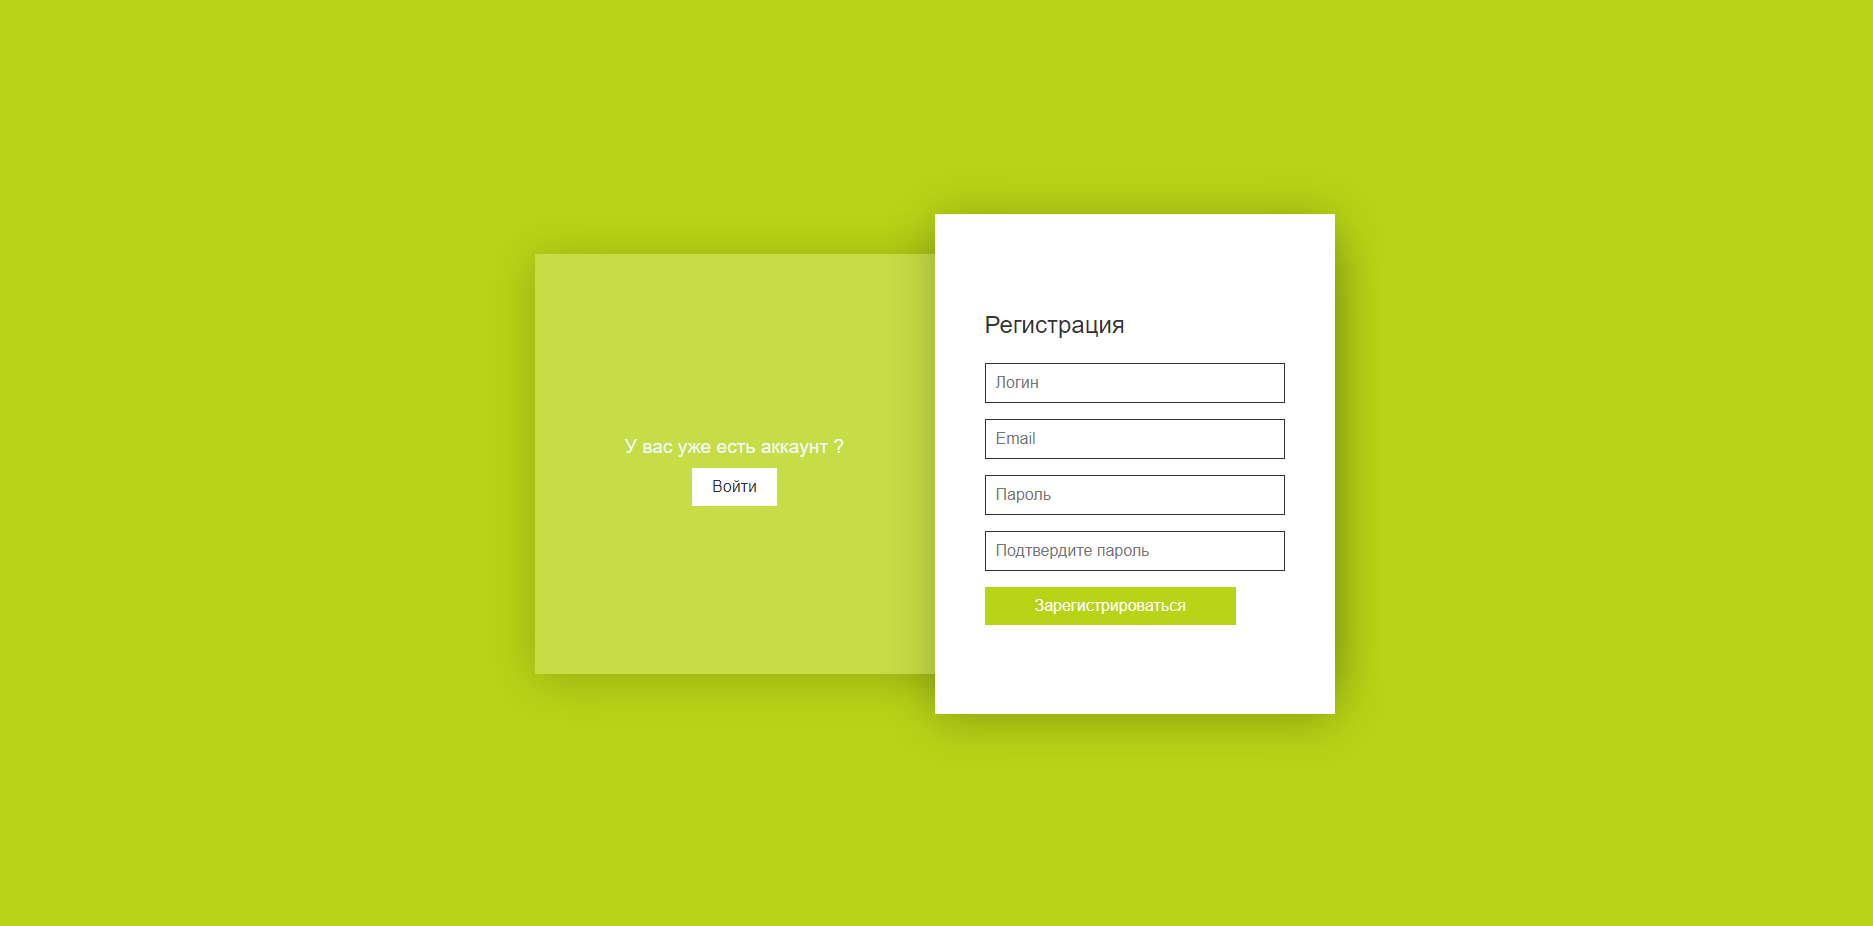 У вас уже есть аккаунт ?
Войти
Регистрация
Логин
Email
Пароль
Подтвердите пароль
Зарегистрироваться